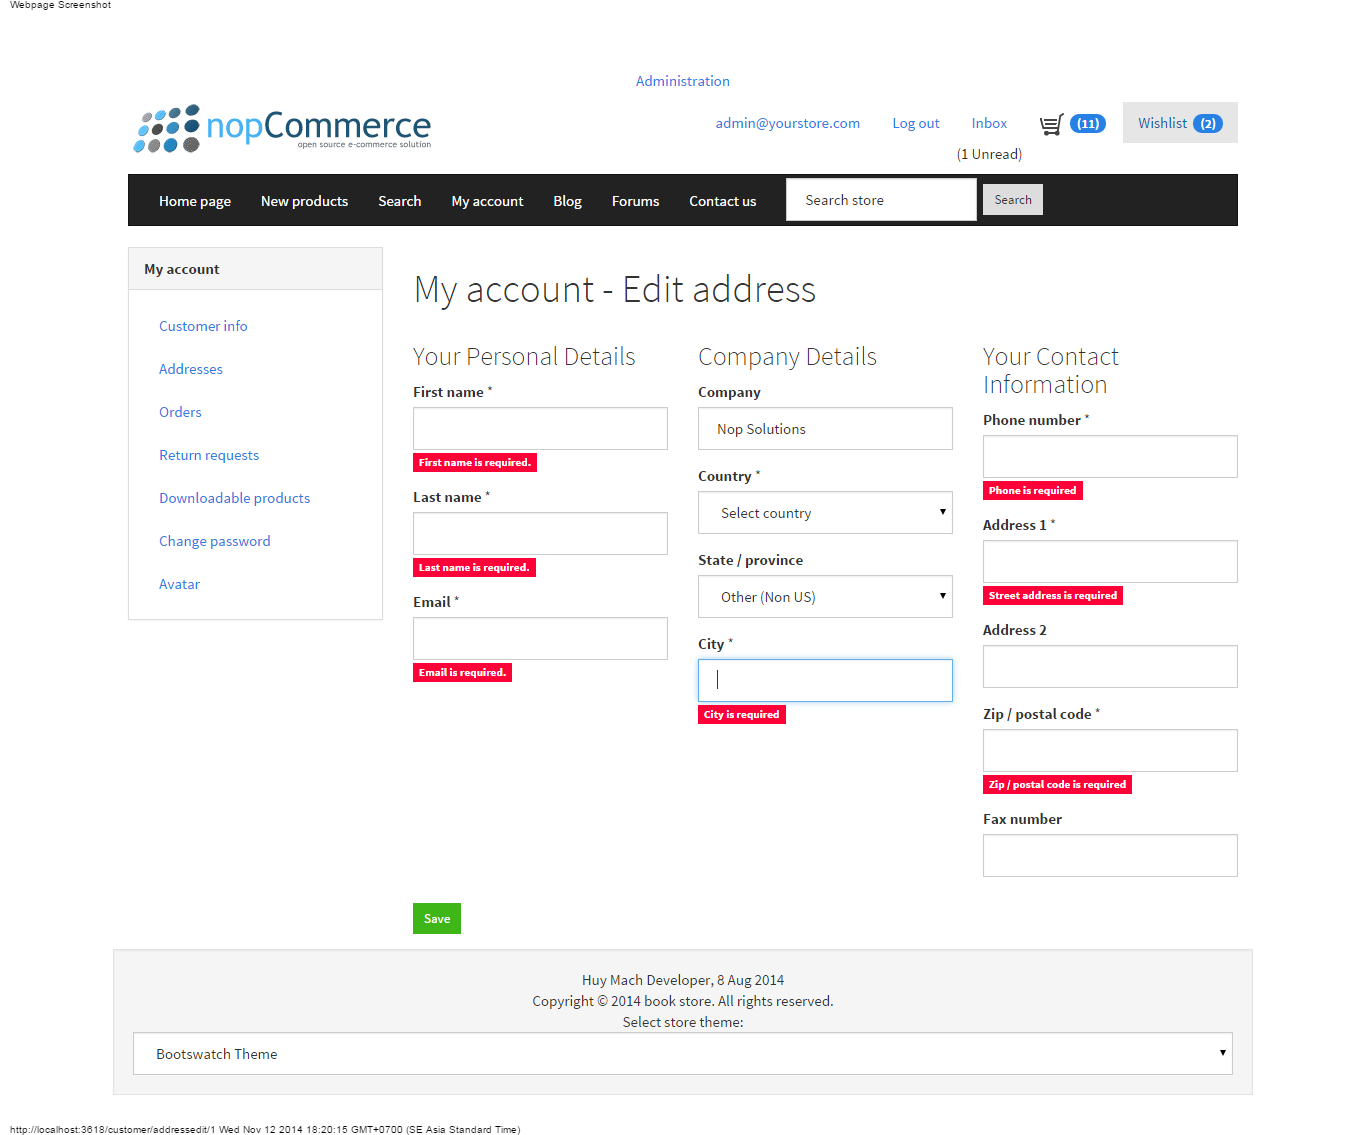 Webpage Screenshot
Administration
nopCommerce
open source e-commerce solution
admin@yourstore.com Log out Inbox (11) Wishlist (2)
(1 Unread)
Home page New products Search My account Blog Forums Contact us Search store Search
My account
Customer info
Addresses
Orders
Return requests
Downloadable products
Change password
Avatar
My account - Edit address
Your Personal Details
First name *
First name is required.
Last name *
Last name is required.
Email *
Email is required.
Company Details
Company
Nop Solutions
Country *
Select country
State / province
Other (Non US)
City *
City is required
Your Contact
Information
Phone number *
Phone is required
Address 1 *
Street address is required
Address 2
Zip / postal code *
Zip / postal code is required
Fax number
Save
Huy Mach Developer, 8 Aug 2014
Copyright © 2014 book store. All rights reserved.
Select store theme:
Bootswatch Theme
http://localhost:3618/customer/addressedit/1 Wed Nov 12 2014 18:20:15 GMT+0700 (SE Asia Standard Time)